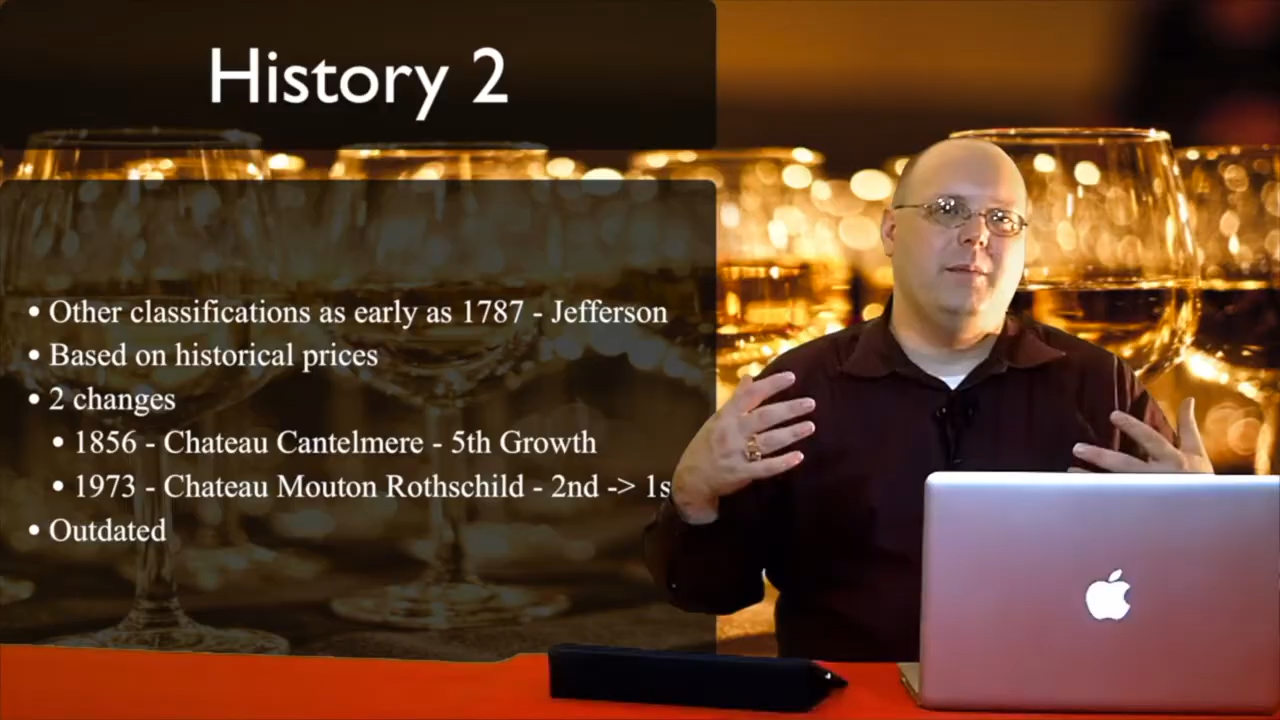 History 2
• Other classifications as early as 1787 - Jefferson
• Based on historical prices
• 2 changes
• 1856 - Chateau Cantelmere - 5th Growth
• 1973 - Chateau Mouton Rothschild - 2nd -> 1s
• Outdated